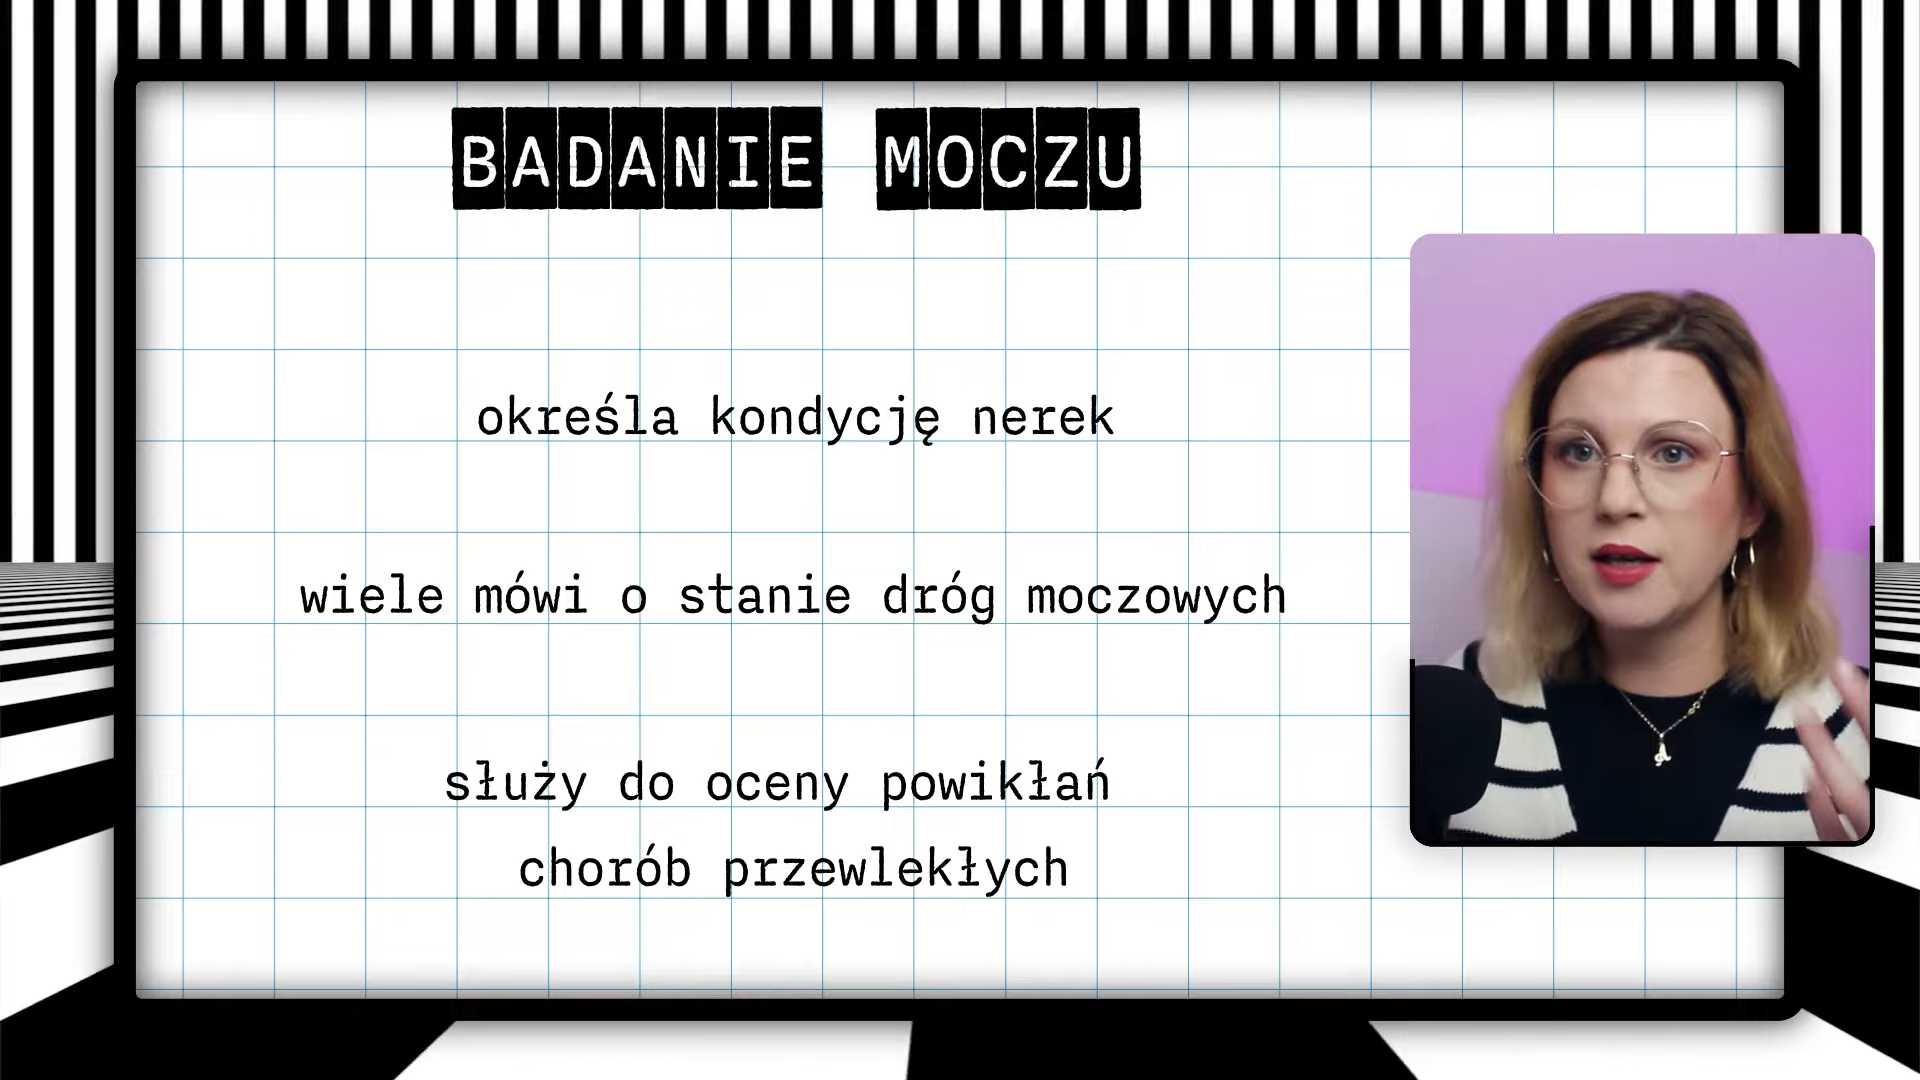 BADANIE MOCZU
określa kondycję nerek
wiele mówi o stanie dróg moczowych
służy do oceny powikłań
chorób przewlekłych